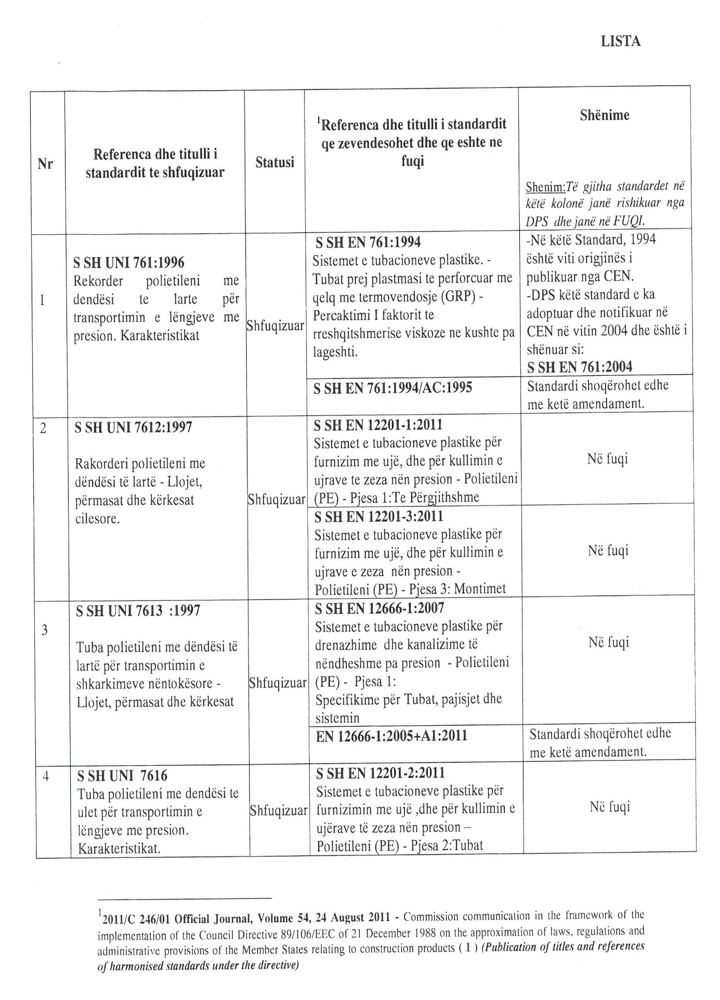 LISTA
Nr
Referenca dhe titulli i
standardit te shfuqizuar
Statusi
1Referenca dhe titulli i standardit
qe zevendesohet dhe qe eshte ne
fuqi
Shënime
Shenim:Të gjitha standardet në
këtë kolonë janë rishikuar nga
DPS dhe janë në FUQI.
1
S SH UNI 761:1996
Rekorder polietileni me
dendësi te larte për
transportimin e lëngjeve me
presion. Karakteristikat
Shfuqizuar
S SH EN 761:1994
Sistemet e tubacioneve plastike. -
Tubat prej plastmasi te perforcuar me
qelq me termovendosje (GRP) -
Percaktimi I faktorit te
rreshqitshmerise viskoze ne kushte pa
lageshti.
-Në këtë Standard, 1994
është viti origjinës i
publikuar nga CEN.
-DPS këtë standard e ka
adoptuar dhe notifikuar në
CEN në vitin 2004 dhe është i
shënuar si:
S SH EN 761:2004
S SH EN 761:1994/AC:1995
Standardi shoqërohet edhe
me ketë amendament.
2
S SH UNI 7612:1997
Rakorderi polietileni me
dëndësi të lartë - Llojet,
përmasat dhe kërkesat
cilesore.
Shfuqizuar
S SH EN 12201-1:2011
Sistemet e tubacioneve plastike për
furnizim me ujë, dhe për kullimin e
ujrave te zeza nën presion - Polietileni
(PE) - Pjesa 1:Te Përgjithshme
Në fuqi
S SH EN 12201-3:2011
Sistemet e tubacioneve plastike për
furnizim me ujë, dhe për kullimin e
ujrave e zeza nën presion -
Polietileni (PE) - Pjesa 3: Montimet
Në fuqi
3
S SH UNI 7613 :1997
Tuba polietileni me dëndësi të
lartë për transportimin e
shkarkimeve nëntokësore -
Llojet, përmasat dhe kërkesat
Shfuqizuar
S SH EN 12666-1:2007
Sistemet e tubacioneve plastike për
drenazhime dhe kanalizime të
nëndheshme pa presion - Polietileni
(PE) - Pjesa 1:
Specifikime për Tubat, pajisjet dhe
sistemin
Në fuqi
EN 12666-1:2005+A1:2011
Standardi shoqërohet edhe
me ketë amendament.
4
S SH UNI 7616
Tuba polietileni me dendësi te
ulet për transportimin e
lëngjeve me presion.
Karakteristikat.
Shfuqizuar
S SH EN 12201-2:2011
Sistemet e tubacioneve plastike për
furnizimin me ujë ,dhe për kullimin e
ujërave të zeza nën presion –
Polietileni (PE) - Pjesa 2:Tubat
Në fuqi
12011/C 246/01 Official Journal, Volume 54, 24 August 2011 - Commission communication in the framework of the
implementation of the Council Directive 89/106/EEC of 21 December 1988 on the approximation of laws, regulations and
administrative provisions of the Member States relating to construction products ( 1 ) (Publication of titles and references
of harmonised standards under the directive)